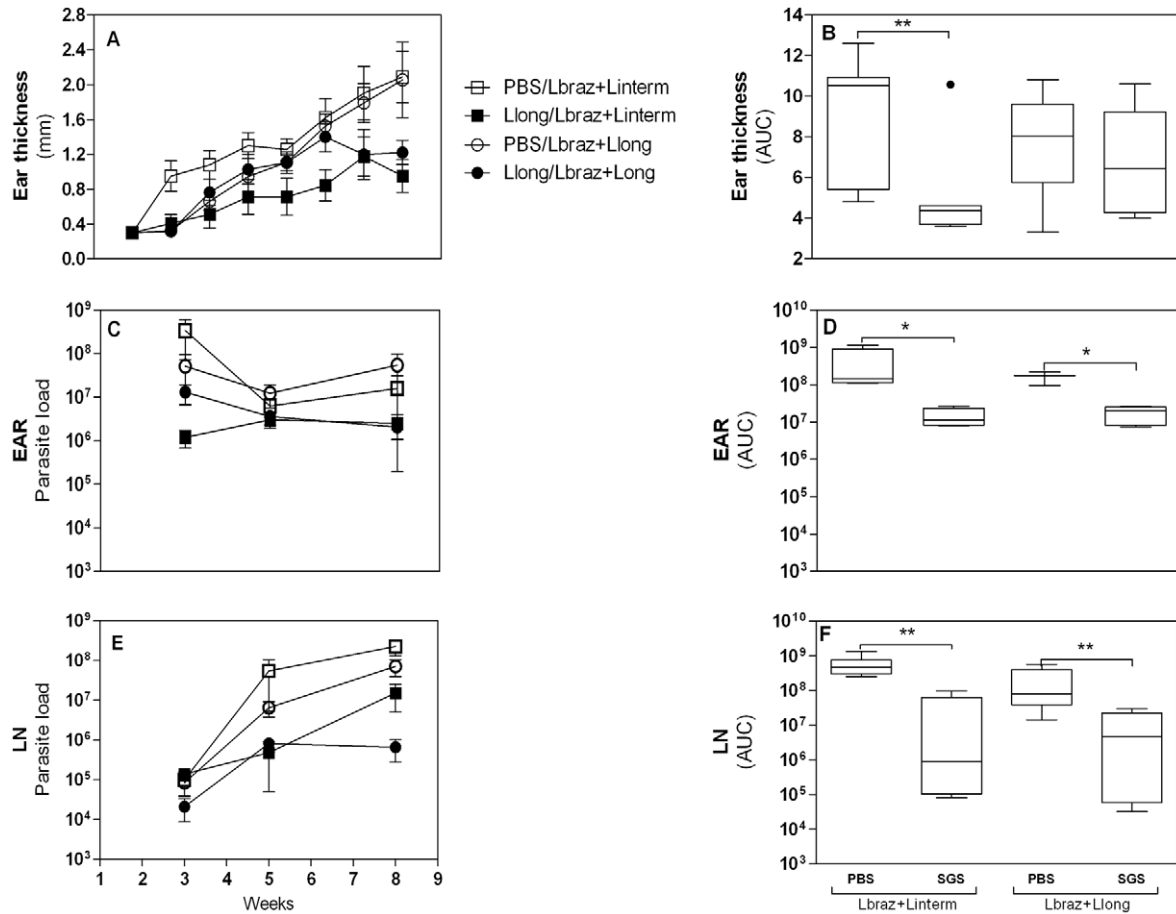 A
Ear thickness
(mm)
2.8
2.4
2.0
1.6
1.2
0.8
0.4
0.0
PBS/Lbraz+Linterm
Llong/Lbraz+Linterm
PBS/Lbraz+Llong
Llong/Lbraz+Long
B
Ear thickness
(AUC)
14
12
10
8
6
4
2
**
C
EAR
Parasite load
10⁹
10⁸
10⁷
10⁶
10⁵
10⁴
10³
D
EAR
(AUC)
10¹⁰
10⁹
10⁸
10⁷
10⁶
10⁵
10⁴
10³
*
*
E
LN
Parasite load
10⁹
10⁸
10⁷
10⁶
10⁵
10⁴
10³
1 2 3 4 5 6 7 8 9
Weeks
F
LN
(AUC)
10¹⁰
10⁹
10⁸
10⁷
10⁶
10⁵
10⁴
10³
**
**
PBS SGS PBS SGS
Lbraz+Linterm Lbraz+Llong